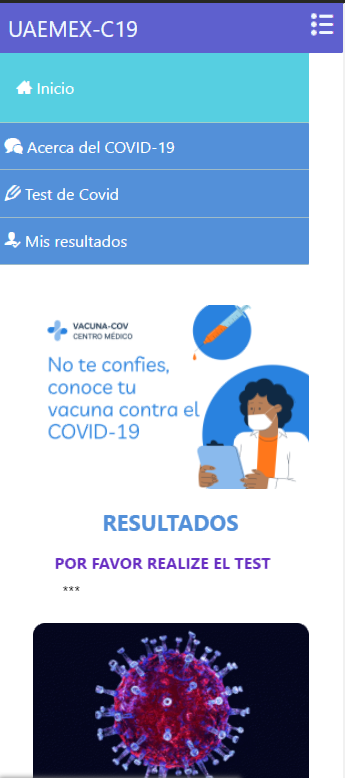 UAEMEX-C19
Inicio
Acerca del COVID-19
Test de Covid
Mis resultados
VACUNA-COV
CENTRO MÉDICO
No te confies,
conoce tu
vacuna contra el
COVID-19
RESULTADOS
POR FAVOR REALIZE EL TEST
***